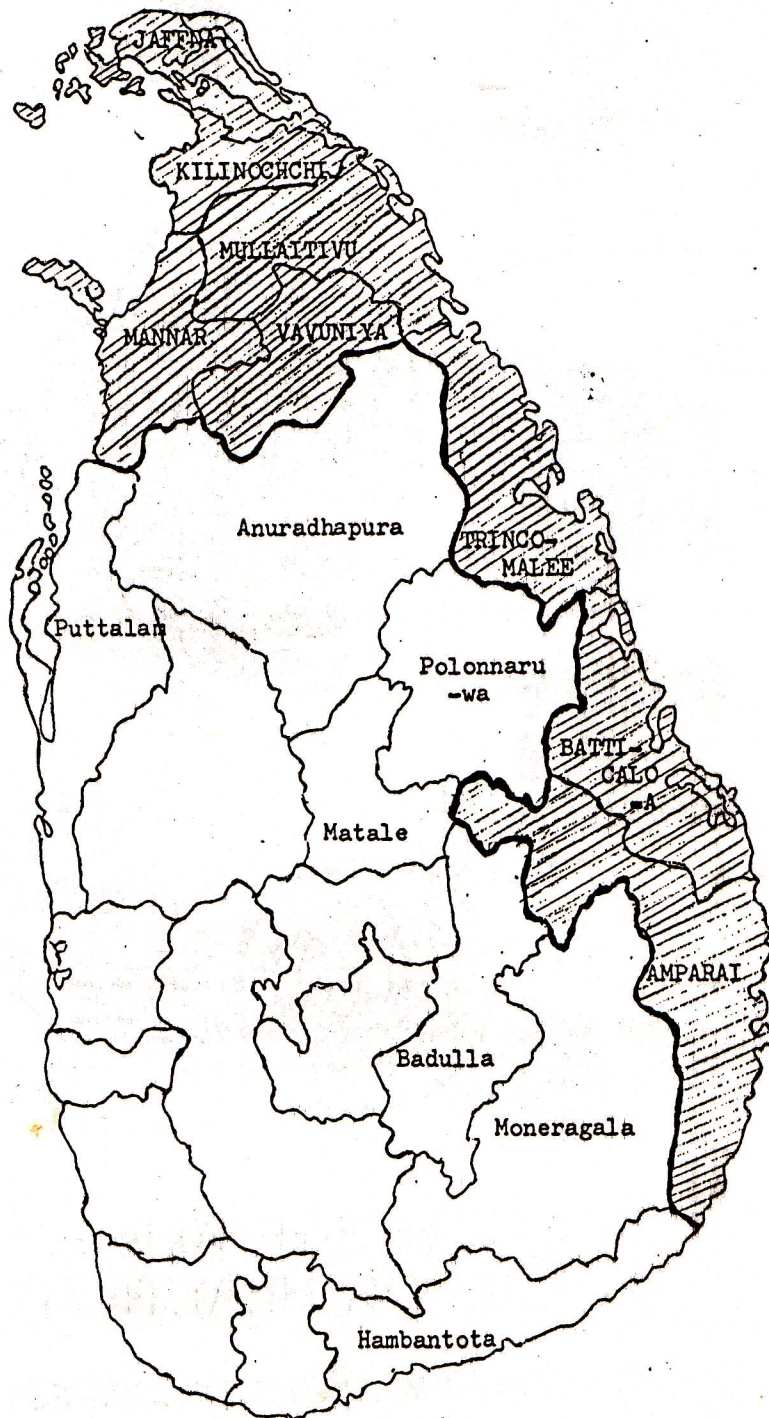 JAFFNA
KILINOCHCHI
MULLAITIVU
MANNAR
VAVUNIYA
Anuradhapura
TRINCO-
MALEE
Puttalam
Polonnaru
-wa
BATTI-
CALO
-A
Matale
AMPARAI
Badulla
Moneragala
Hambantota